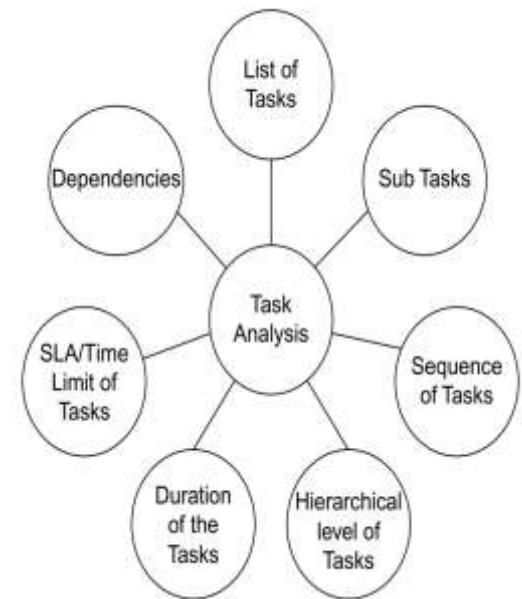 List of
Tasks
Dependencies
Sub Tasks
Task
Analysis
SLA/Time
Limit of
Tasks
Sequence
of Tasks
Duration
of the
Tasks
Hierarchical
level of
Tasks